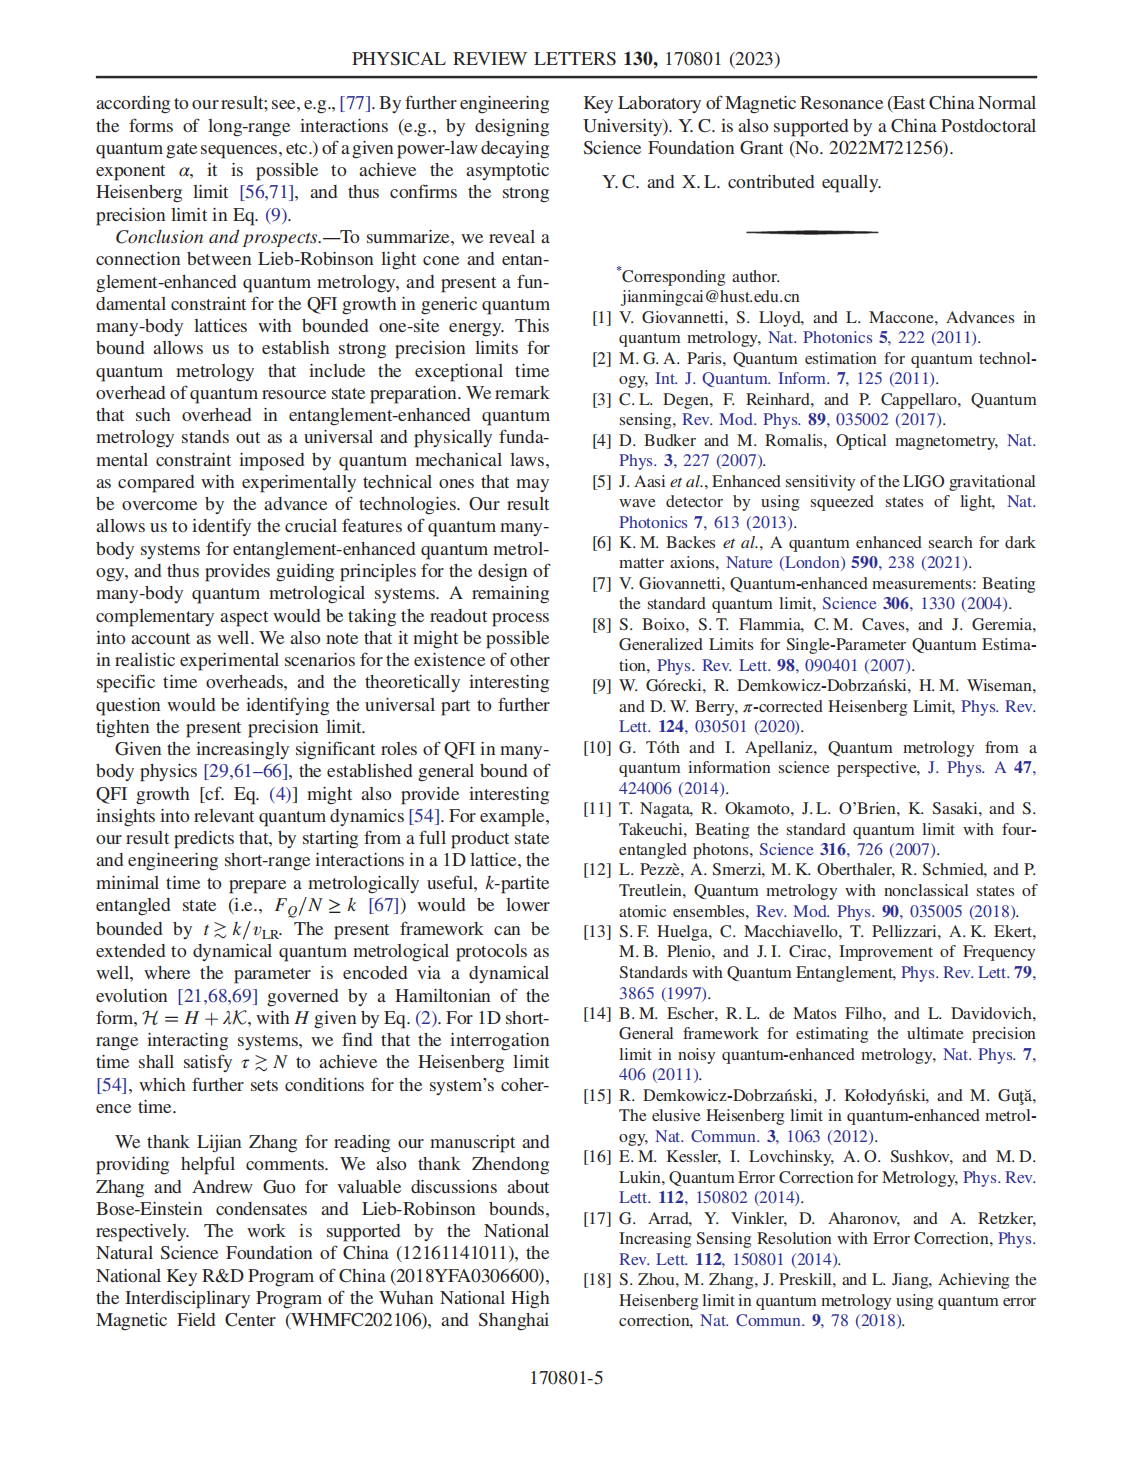 PHYSICAL REVIEW LETTERS 130, 170801 (2023)
according to our result; see, e.g., [77]. By further engineering
the forms of long-range interactions (e.g., by designing
quantum gate sequences, etc.) of a given power-law decaying
exponent α, it is possible to achieve the asymptotic
Heisenberg limit [56,71], and thus confirms the strong
precision limit in Eq. (9).
Conclusion and prospects.—To summarize, we reveal a
connection between Lieb-Robinson light cone and entan-
glement-enhanced quantum metrology, and present a fun-
damental constraint for the QFI growth in generic quantum
many-body lattices with bounded one-site energy. This
bound allows us to establish strong precision limits for
quantum metrology that include the exceptional time
overhead of quantum resource state preparation. We remark
that such overhead in entanglement-enhanced quantum
metrology stands out as a universal and physically funda-
mental constraint imposed by quantum mechanical laws,
as compared with experimentally technical ones that may
be overcome by the advance of technologies. Our result
allows us to identify the crucial features of quantum many-
body systems for entanglement-enhanced quantum metrol-
ogy, and thus provides guiding principles for the design of
many-body quantum metrological systems. A remaining
complementary aspect would be taking the readout process
into account as well. We also note that it might be possible
in realistic experimental scenarios for the existence of other
specific time overheads, and the theoretically interesting
question would be identifying the universal part to further
tighten the present precision limit.
Given the increasingly significant roles of QFI in many-
body physics [29,61–66], the established general bound of
QFI growth [cf. Eq. (4)] might also provide interesting
insights into relevant quantum dynamics [54]. For example,
our result predicts that, by starting from a full product state
and engineering short-range interactions in a 1D lattice, the
minimal time to prepare a metrologically useful, k-partite
entangled state (i.e., F_Q/N ≥ k [67]) would be lower
bounded by t ≳ k/v_LR. The present framework can be
extended to dynamical quantum metrological protocols as
well, where the parameter is encoded via a dynamical
evolution [21,68,69] governed by a Hamiltonian of the
form, ℋ = H + λ𝒦, with H given by Eq. (2). For 1D short-
range interacting systems, we find that the interrogation
time shall satisfy τ ≳ N to achieve the Heisenberg limit
[54], which further sets conditions for the system's coher-
ence time.
We thank Lijian Zhang for reading our manuscript and
providing helpful comments. We also thank Zhendong
Zhang and Andrew Guo for valuable discussions about
Bose-Einstein condensates and Lieb-Robinson bounds,
respectively. The work is supported by the National
Natural Science Foundation of China (12161141011), the
National Key R&D Program of China (2018YFA0306600),
the Interdisciplinary Program of the Wuhan National High
Magnetic Field Center (WHMFC202106), and Shanghai
Key Laboratory of Magnetic Resonance (East China Normal
University). Y. C. is also supported by a China Postdoctoral
Science Foundation Grant (No. 2022M721256).
Y. C. and X. L. contributed equally.
*Corresponding author.
jianmingcai@hust.edu.cn
[1] V. Giovannetti, S. Lloyd, and L. Maccone, Advances in
quantum metrology, Nat. Photonics 5, 222 (2011).
[2] M. G. A. Paris, Quantum estimation for quantum technol-
ogy, Int. J. Quantum. Inform. 7, 125 (2011).
[3] C. L. Degen, F. Reinhard, and P. Cappellaro, Quantum
sensing, Rev. Mod. Phys. 89, 035002 (2017).
[4] D. Budker and M. Romalis, Optical magnetometry, Nat.
Phys. 3, 227 (2007).
[5] J. Aasi et al., Enhanced sensitivity of the LIGO gravitational
wave detector by using squeezed states of light, Nat.
Photonics 7, 613 (2013).
[6] K. M. Backes et al., A quantum enhanced search for dark
matter axions, Nature (London) 590, 238 (2021).
[7] V. Giovannetti, Quantum-enhanced measurements: Beating
the standard quantum limit, Science 306, 1330 (2004).
[8] S. Boixo, S. T. Flammia, C. M. Caves, and J. Geremia,
Generalized Limits for Single-Parameter Quantum Estima-
tion, Phys. Rev. Lett. 98, 090401 (2007).
[9] W. Górecki, R. Demkowicz-Dobrzański, H. M. Wiseman,
and D. W. Berry, π-corrected Heisenberg Limit, Phys. Rev.
Lett. 124, 030501 (2020).
[10] G. Tóth and I. Apellaniz, Quantum metrology from a
quantum information science perspective, J. Phys. A 47,
424006 (2014).
[11] T. Nagata, R. Okamoto, J. L. O'Brien, K. Sasaki, and S.
Takeuchi, Beating the standard quantum limit with four-
entangled photons, Science 316, 726 (2007).
[12] L. Pezzè, A. Smerzi, M. K. Oberthaler, R. Schmied, and P.
Treutlein, Quantum metrology with nonclassical states of
atomic ensembles, Rev. Mod. Phys. 90, 035005 (2018).
[13] S. F. Huelga, C. Macchiavello, T. Pellizzari, A. K. Ekert,
M. B. Plenio, and J. I. Cirac, Improvement of Frequency
Standards with Quantum Entanglement, Phys. Rev. Lett. 79,
3865 (1997).
[14] B. M. Escher, R. L. de Matos Filho, and L. Davidovich,
General framework for estimating the ultimate precision
limit in noisy quantum-enhanced metrology, Nat. Phys. 7,
406 (2011).
[15] R. Demkowicz-Dobrzański, J. Kołodyński, and M. Guţă,
The elusive Heisenberg limit in quantum-enhanced metrol-
ogy, Nat. Commun. 3, 1063 (2012).
[16] E. M. Kessler, I. Lovchinsky, A. O. Sushkov, and M. D.
Lukin, Quantum Error Correction for Metrology, Phys. Rev.
Lett. 112, 150802 (2014).
[17] G. Arrad, Y. Vinkler, D. Aharonov, and A. Retzker,
Increasing Sensing Resolution with Error Correction, Phys.
Rev. Lett. 112, 150801 (2014).
[18] S. Zhou, M. Zhang, J. Preskill, and L. Jiang, Achieving the
Heisenberg limit in quantum metrology using quantum error
correction, Nat. Commun. 9, 78 (2018).
170801-5